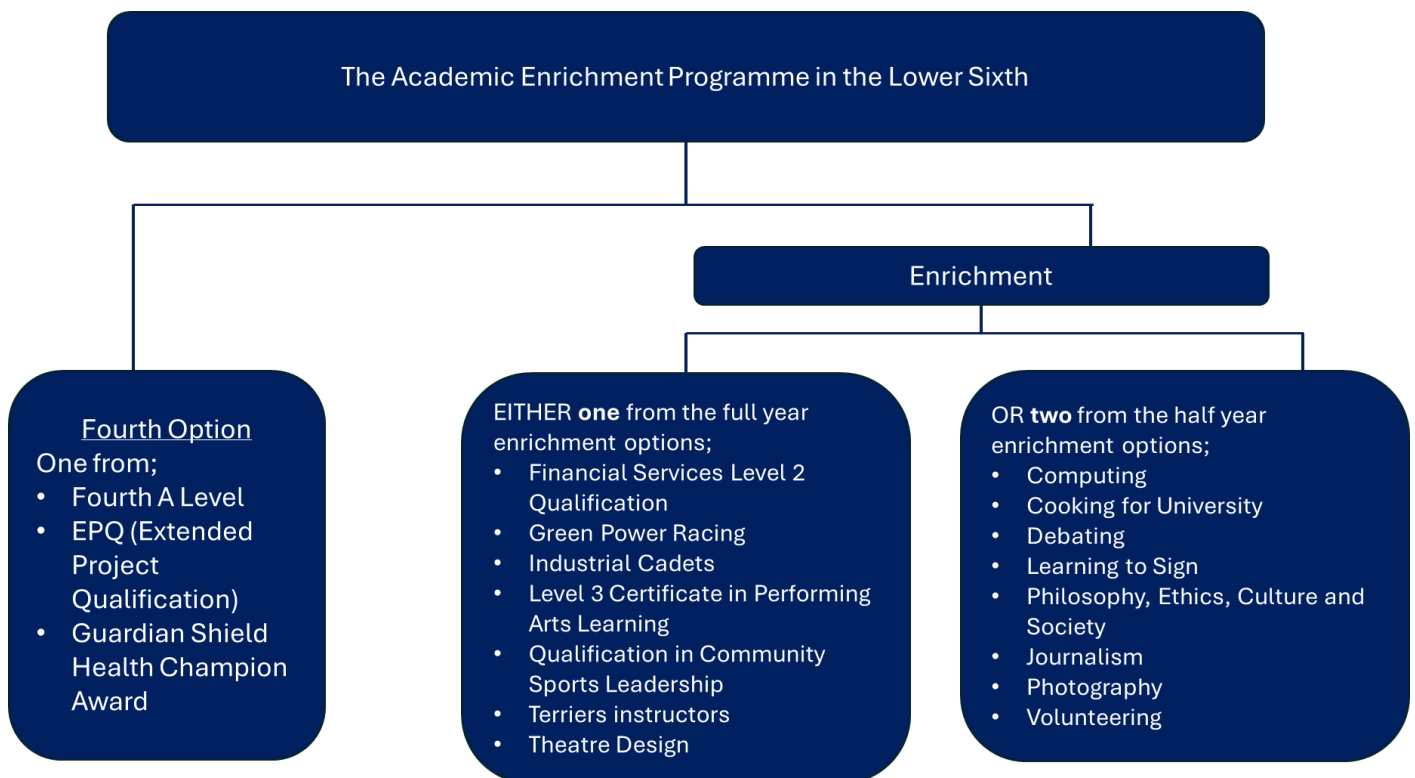 The Academic Enrichment Programme in the Lower Sixth
Enrichment
Fourth Option
One from;
• Fourth A Level
• EPQ (Extended
Project
Qualification)
• Guardian Shield
Health Champion
Award
EITHER one from the full year
enrichment options;
• Financial Services Level 2
Qualification
• Green Power Racing
• Industrial Cadets
• Level 3 Certificate in Performing
Arts Learning
• Qualification in Community
Sports Leadership
• Terriers instructors
• Theatre Design
OR two from the half year
enrichment options;
• Computing
• Cooking for University
• Debating
• Learning to Sign
• Philosophy, Ethics, Culture and
Society
• Journalism
• Photography
• Volunteering